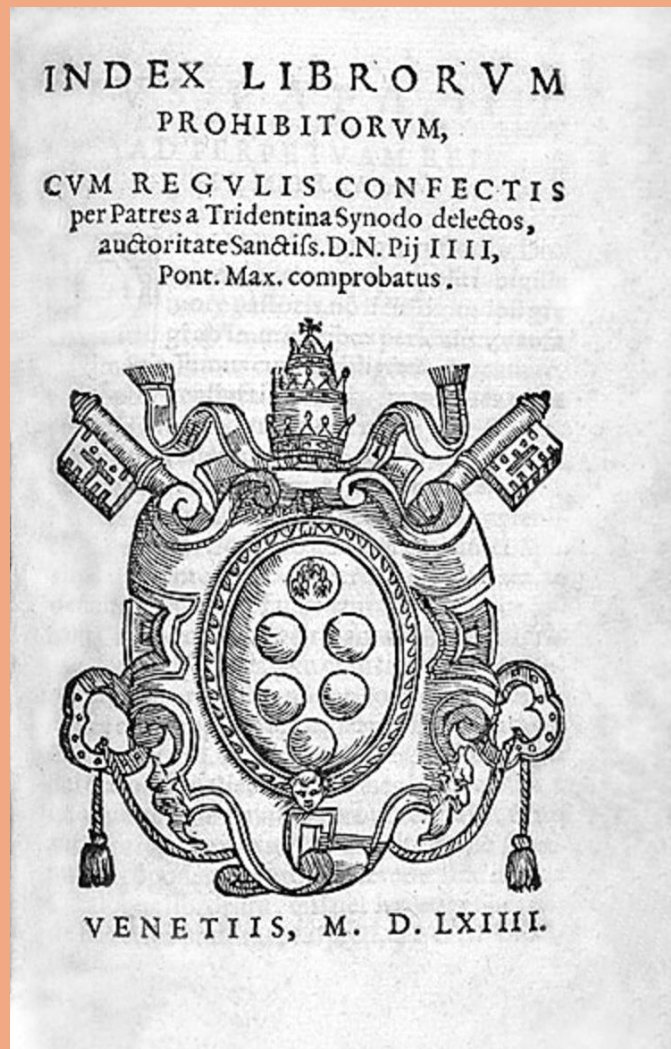 INDEX LIBRORVM
PROHIBITORVM,
CVM REGVLIS CONFECTIS
per Patres a Tridentina Synodo delectos,
auctoritate Sanctiss. D.N. Pij IIII,
Pont. Max. comprobatus.
VENETIIS, M. D. LXIIII.